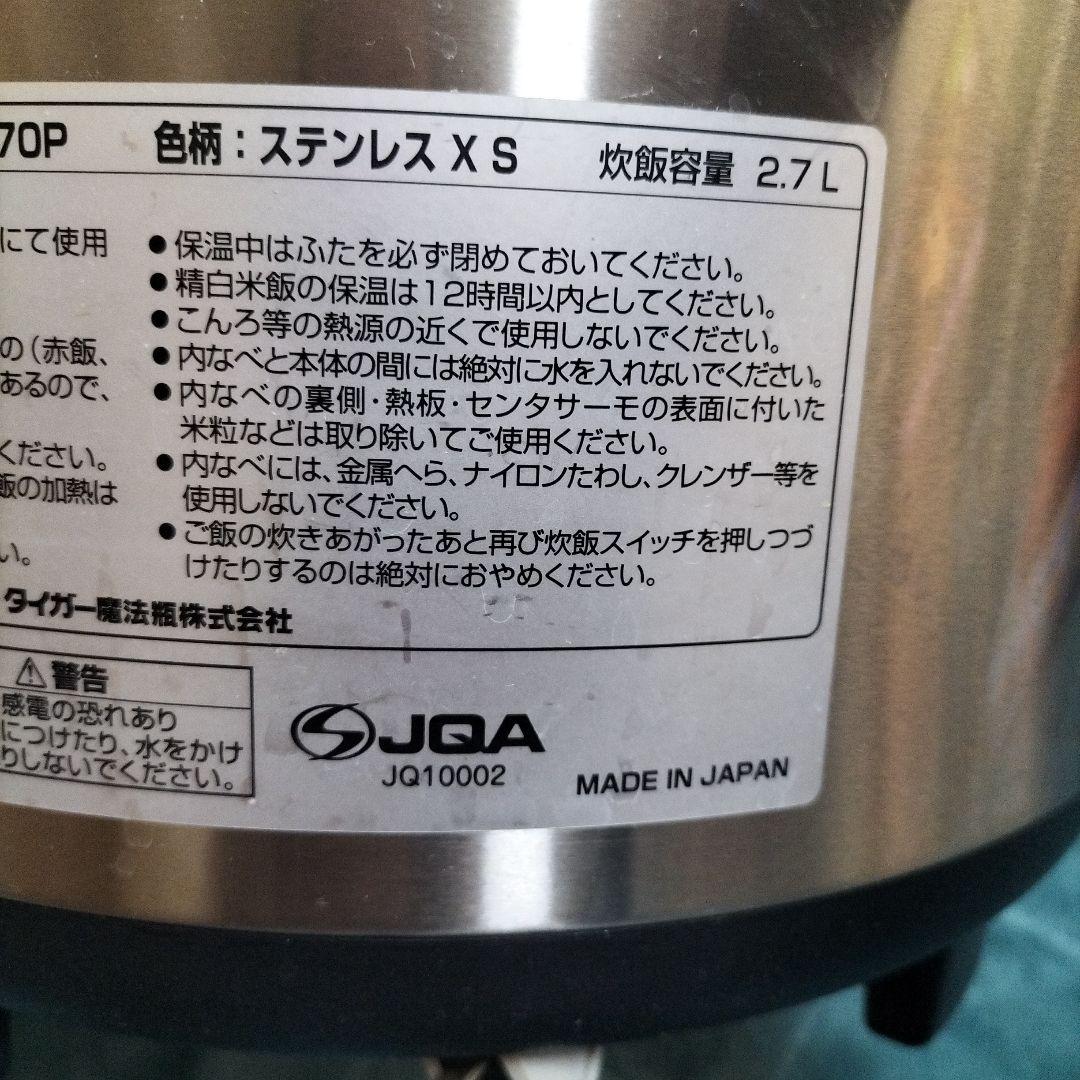 70P 色柄：ステンレス X S 炊飯容量 2.7 L
にて使用
の（赤飯、
あるので、
ください。
飯の加熱は
い。
●保温中はふたを必ず閉めておいてください。
●精白米飯の保温は12時間以内としてください。
●こんろ等の熱源の近くで使用しないでください。
●内なべと本体の間には絶対に水を入れないでください。
●内なべの裏側・熱板・センタサーモの表面に付いた
米粒などは取り除いてご使用ください。
●内なべには、金属へら、ナイロンたわし、クレンザー等を
使用しないでください。
●ご飯の炊きあがったあと再び炊飯スイッチを押しつづ
けたりするのは絶対におやめください。
タイガー魔法瓶株式会社
⚠警告
感電の恐れあり
につけたり、水をかけ
りしないでください。
JQA
JQ10002
MADE IN JAPAN